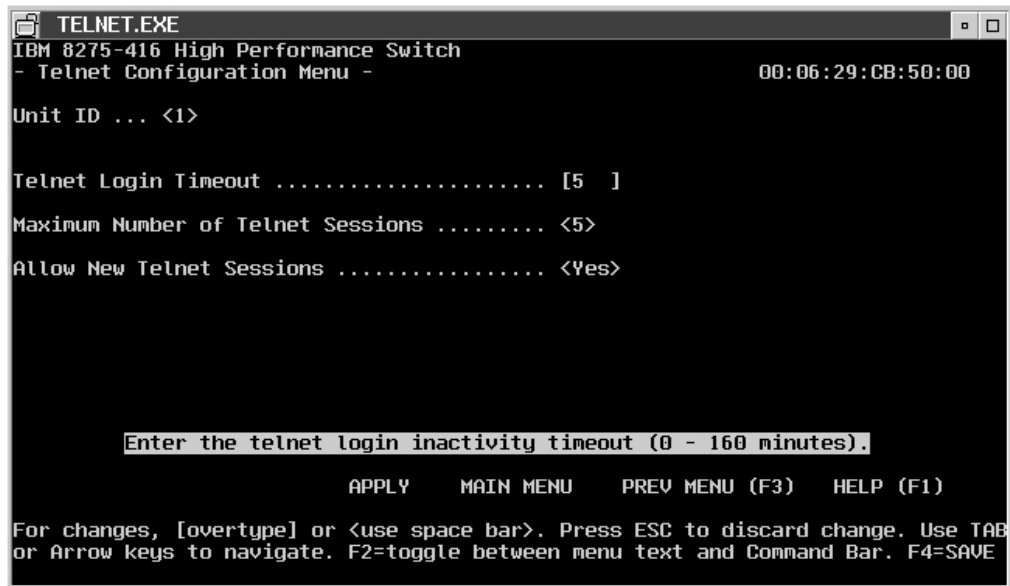 TELNET.EXE
IBM 8275-416 High Performance Switch
- Telnet Configuration Menu - 00:06:29:CB:50:00
Unit ID ... <1>
Telnet Login Timeout ...................... [5  ]
Maximum Number of Telnet Sessions ......... <5>
Allow New Telnet Sessions ................. <Yes>
Enter the telnet login inactivity timeout (0 - 160 minutes).
APPLY MAIN MENU PREV MENU (F3) HELP (F1)
For changes, [overtype] or <use space bar>. Press ESC to discard change. Use TAB
or Arrow keys to navigate. F2=toggle between menu text and Command Bar. F4=SAVE